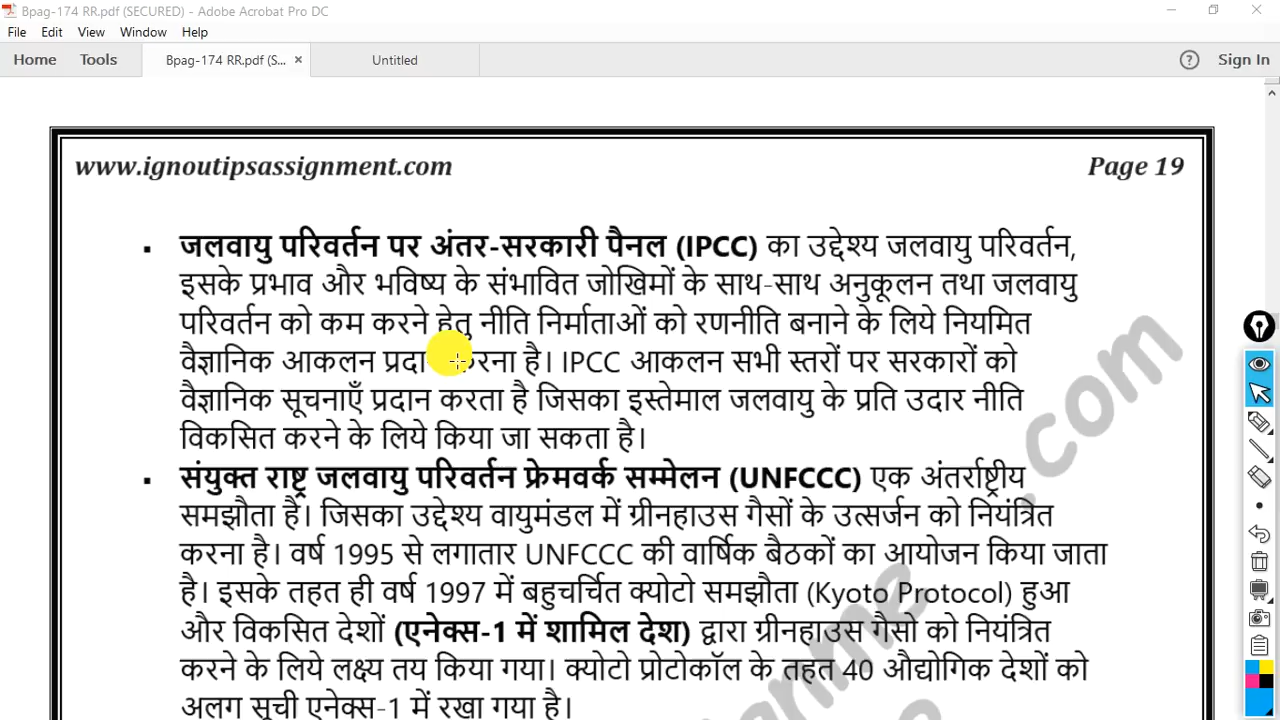 Bpag-174 RR.pdf (SECURED) - Adobe Acrobat Pro DC
File Edit View Window Help
Home Tools Bpag-174 RR.pdf (S... × Untitled ? Sign In
www.ignoutipsassignment.com Page 19
▪ जलवायु परिवर्तन पर अंतर-सरकारी पैनल (IPCC) का उद्देश्य जलवायु परिवर्तन,
इसके प्रभाव और भविष्य के संभावित जोखिमों के साथ-साथ अनुकूलन तथा जलवायु
परिवर्तन को कम करने हेतु नीति निर्माताओं को रणनीति बनाने के लिये नियमित
वैज्ञानिक आकलन प्रदान करना है। IPCC आकलन सभी स्तरों पर सरकारों को
वैज्ञानिक सूचनाएँ प्रदान करता है जिसका इस्तेमाल जलवायु के प्रति उदार नीति
विकसित करने के लिये किया जा सकता है।
▪ संयुक्त राष्ट्र जलवायु परिवर्तन फ्रेमवर्क सम्मेलन (UNFCCC) एक अंतर्राष्ट्रीय
समझौता है। जिसका उद्देश्य वायुमंडल में ग्रीनहाउस गैसों के उत्सर्जन को नियंत्रित
करना है। वर्ष 1995 से लगातार UNFCCC की वार्षिक बैठकों का आयोजन किया जाता
है। इसके तहत ही वर्ष 1997 में बहुचर्चित क्योटो समझौता (Kyoto Protocol) हुआ
और विकसित देशों (एनेक्स-1 में शामिल देश) द्वारा ग्रीनहाउस गैसों को नियंत्रित
करने के लिये लक्ष्य तय किया गया। क्योटो प्रोटोकॉल के तहत 40 औद्योगिक देशों को
अलग सूची एनेक्स-1 में रखा गया है।
.com